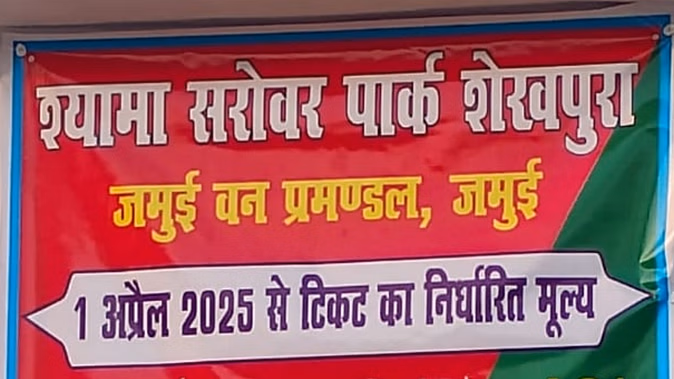 श्यामा सरोवर पार्क शेखपुरा
जमुई वन प्रमण्डल, जमुई
1 अप्रैल 2025 से टिकट का निर्धारित मूल्य